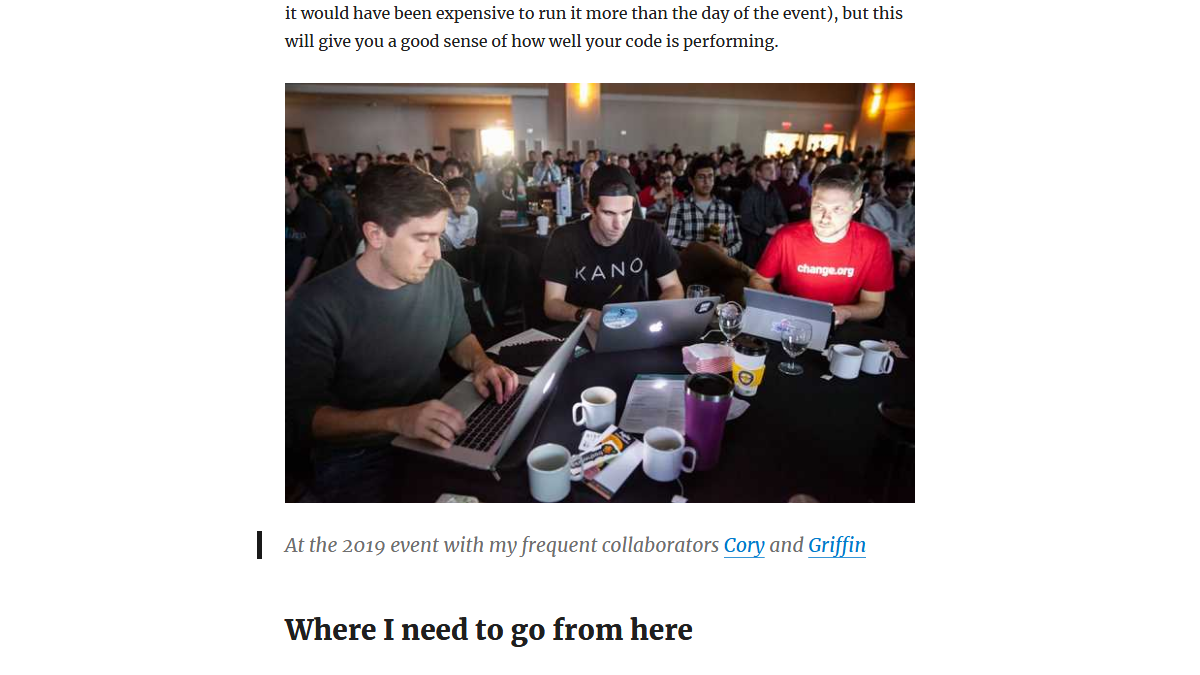 it would have been expensive to run it more than the day of the event), but this
will give you a good sense of how well your code is performing.
KANO
change.org
At the 2019 event with my frequent collaborators Cory and Griffin
Where I need to go from here